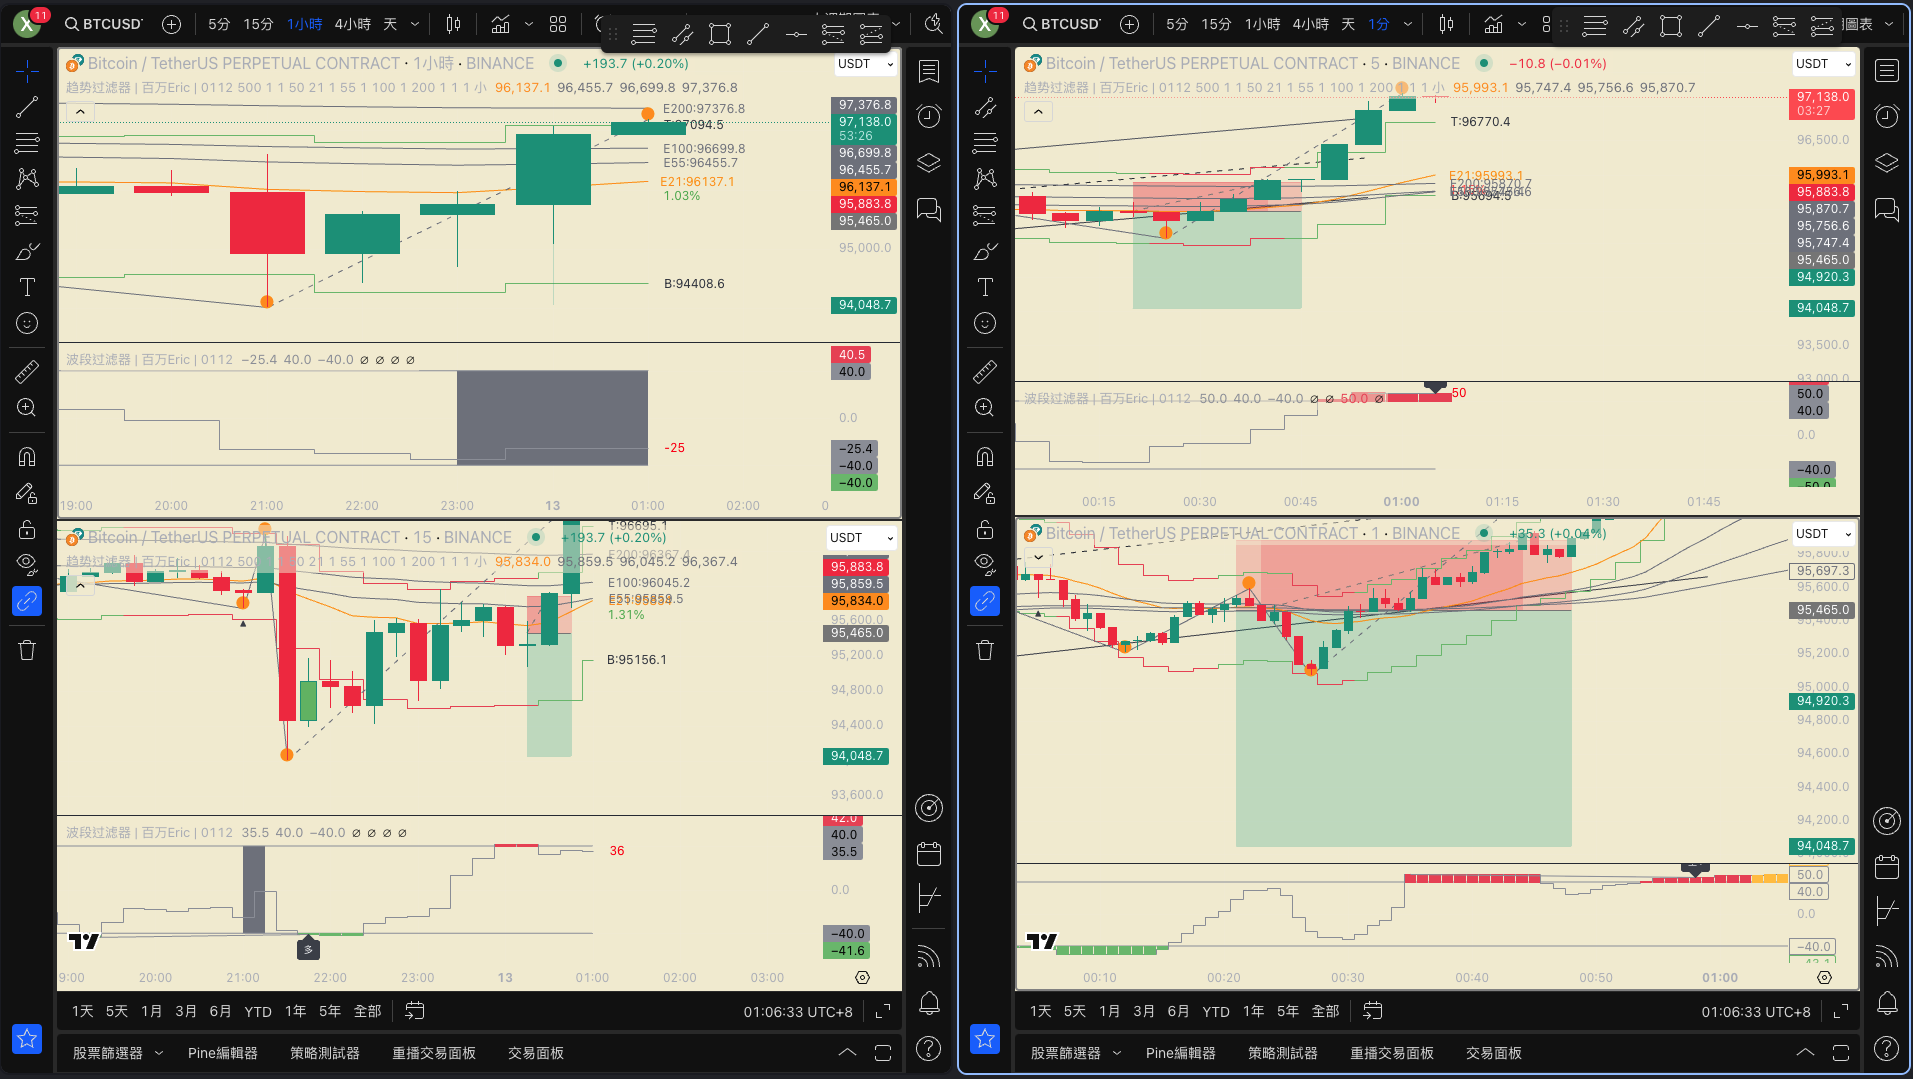 X 11 BTCUSDT 5分 15分 1小時 4小時 天
Bitcoin / TetherUS PERPETUAL CONTRACT · 1小時 · BINANCE +193.7 (+0.20%) USDT
趋势过滤器 | 百万Eric | 0112 500 1 1 50 21 1 55 1 100 1 200 1 1 1 小 96,137.1 96,455.7 96,699.8 97,376.8
E200:97376.8
T:97094.5
E100:96699.8
E55:96455.7
E21:96137.1
1.03%
B:94408.6
97,376.8
97,138.0
53:26
96,699.8
96,455.7
96,137.1
95,883.8
95,465.0
95,000.0
94,048.7
波段过滤器 | 百万Eric | 0112 −25.4 40.0 −40.0 ∅ ∅ ∅ ∅
40.5
40.0
0.0
-25
−25.4
−40.0
−40.0
19:00 20:00 21:00 22:00 23:00 13 01:00 02:00 0
Bitcoin / TetherUS PERPETUAL CONTRACT · 15 · BINANCE +193.7 (+0.20%) USDT
趋势过滤器 | 百万Eric | 0112 500 1 1 50 21 1 55 1 100 1 200 1 1 1 小 95,834.0 95,859.5 96,045.2 96,367.4
T:96695.1
E200:96367.4
E100:96045.2
E55:95859.5
E21:95834
1.31%
B:95156.1
95,883.8
95,859.5
95,834.0
95,600.0
95,465.0
95,200.0
94,800.0
94,400.0
94,048.7
93,600.0
波段过滤器 | 百万Eric | 0112 35.5 40.0 −40.0 ∅ ∅ ∅ ∅
42.0
40.0
35.5
36
0.0
−40.0
−41.6
多
9:00 20:00 21:00 22:00 23:00 13 01:00 02:00 03:00
1天 5天 1月 3月 6月 YTD 1年 5年 全部 01:06:33 UTC+8
股票篩選器 Pine編輯器 策略測試器 重播交易面板 交易面板
X 11 BTCUSDT 5分 15分 1小時 4小時 天 1分 圖表
Bitcoin / TetherUS PERPETUAL CONTRACT · 5 · BINANCE −10.8 (−0.01%) USDT
趋势过滤器 | 百万Eric | 0112 500 1 1 50 21 1 55 1 100 1 200 1 1 1 小 95,993.1 95,747.4 95,756.6 95,870.7
T:96770.4
E21:95993.1
E200:95870.7
B:95694.5
97,138.0
03:27
96,500.0
95,993.1
95,883.8
95,870.7
95,756.6
95,747.4
95,465.0
94,920.3
94,048.7
93,500.0
93,000.0
波段过滤器 | 百万Eric | 0112 50.0 40.0 −40.0 ∅ ∅ 50.0 ∅
50
50.0
40.0
0.0
−40.0
−50.0
00:15 00:30 00:45 01:00 01:15 01:30 01:45
Bitcoin / TetherUS PERPETUAL CONTRACT · 1 · BINANCE +35.3 (+0.04%) USDT
95,800.0
95,697.3
95,600.0
95,465.0
95,400.0
95,200.0
95,000.0
94,920.3
94,800.0
94,600.0
94,400.0
94,200.0
94,048.7
50.0
40.0
0.0
−40.0
00:10 00:20 00:30 00:40 00:50 01:00
1天 5天 1月 3月 6月 YTD 1年 5年 全部 01:06:33 UTC+8
股票篩選器 Pine編輯器 策略測試器 重播交易面板 交易面板